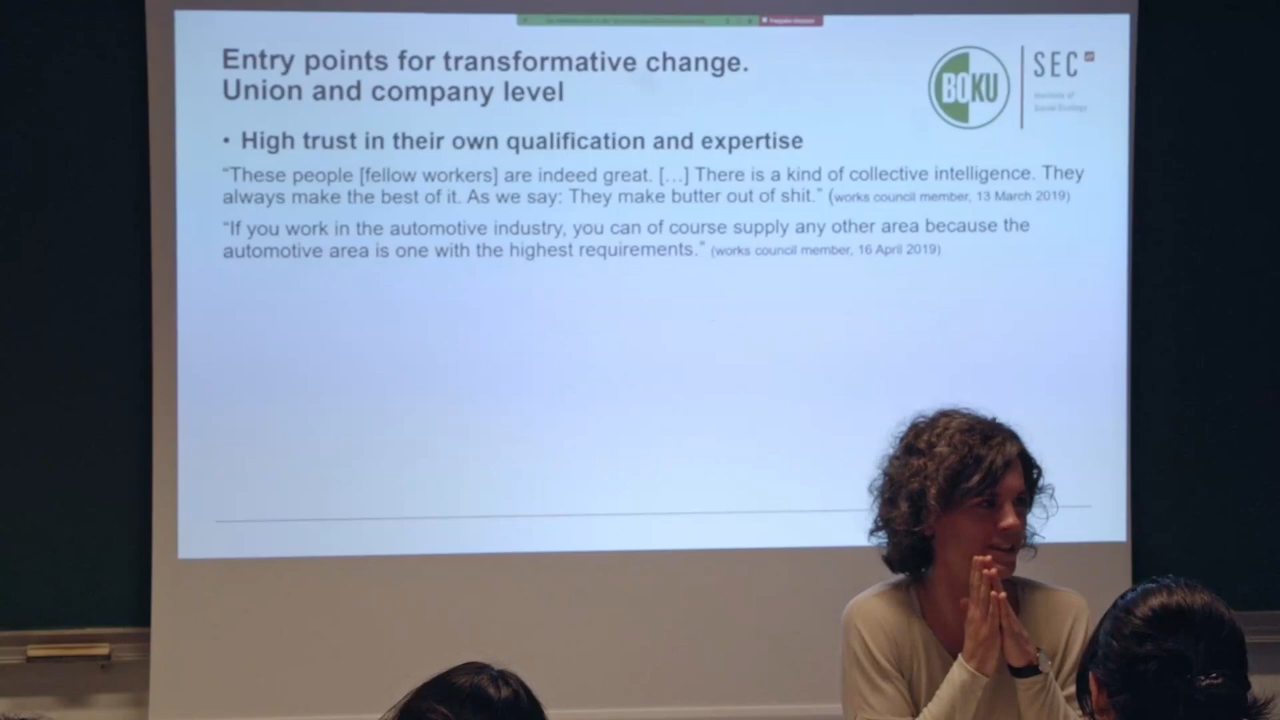 Entry points for transformative change.
Union and company level
BOKU
SEC
Institute of
Social Ecology
• High trust in their own qualification and expertise
“These people [fellow workers] are indeed great. […] There is a kind of collective intelligence. They
always make the best of it. As we say: They make butter out of shit.” (works council member, 13 March 2019)
“If you work in the automotive industry, you can of course supply any other area because the
automotive area is one with the highest requirements.” (works council member, 16 April 2019)